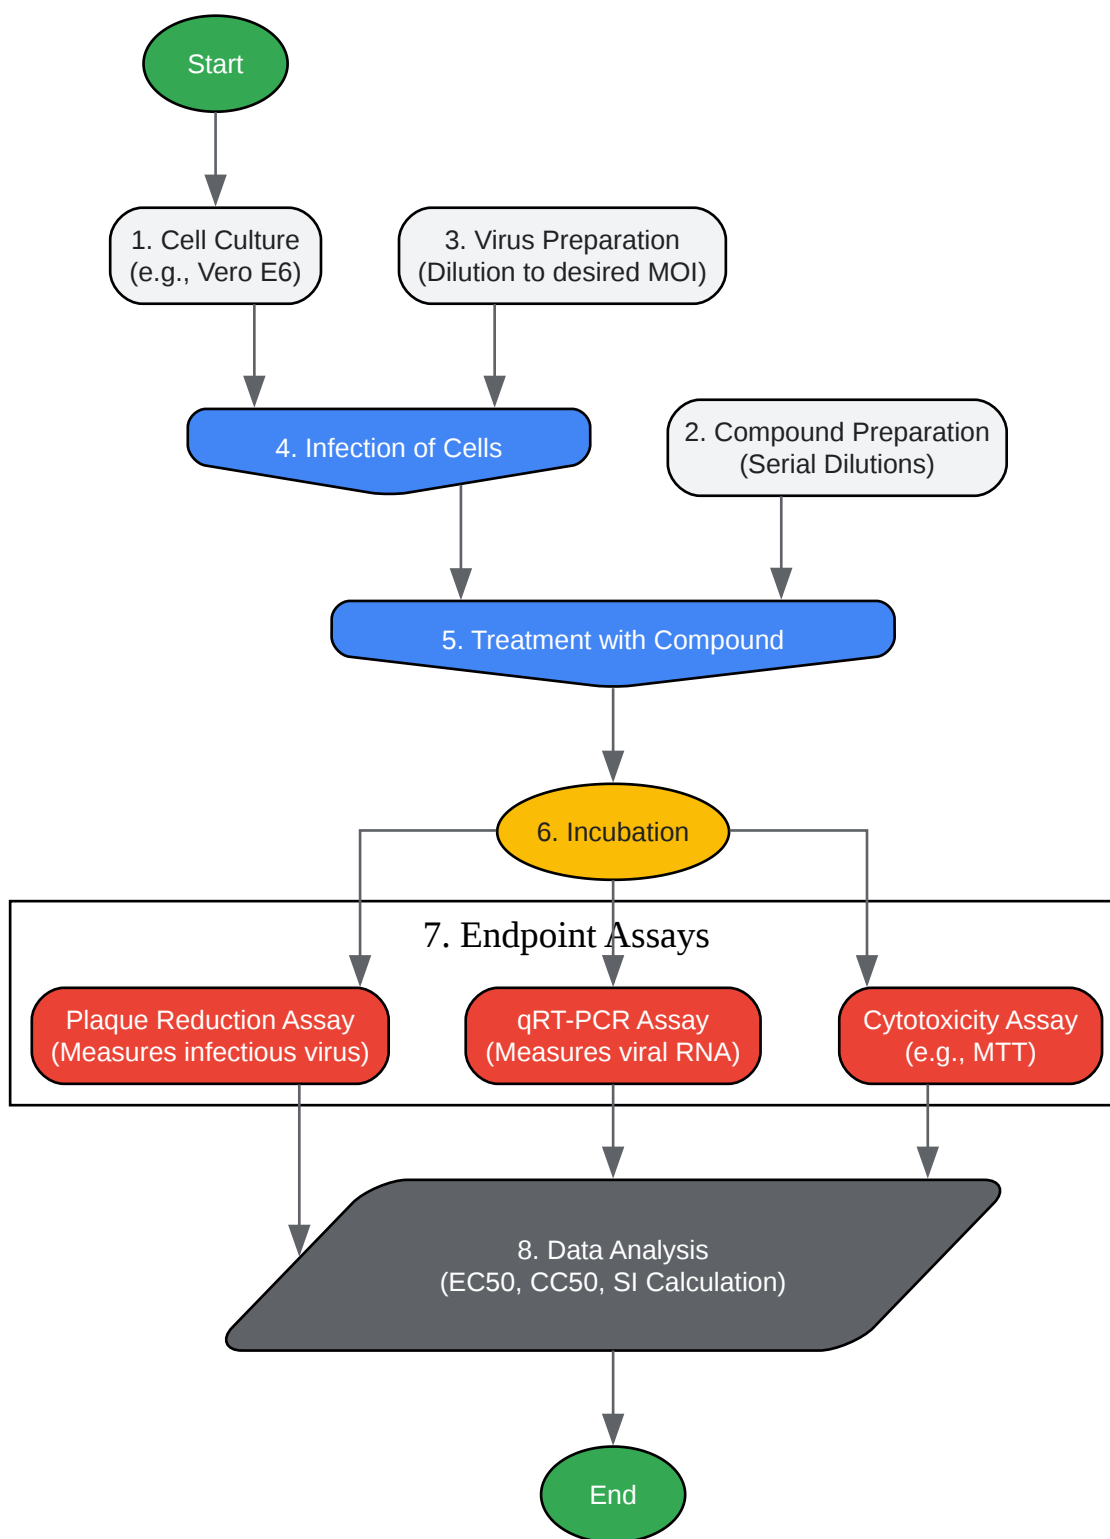 Start
1. Cell Culture
(e.g., Vero E6)
3. Virus Preparation
(Dilution to desired MOI)
4. Infection of Cells
2. Compound Preparation
(Serial Dilutions)
5. Treatment with Compound
6. Incubation
7. Endpoint Assays
Plaque Reduction Assay
(Measures infectious virus)
qRT-PCR Assay
(Measures viral RNA)
Cytotoxicity Assay
(e.g., MTT)
8. Data Analysis
(EC50, CC50, SI Calculation)
End